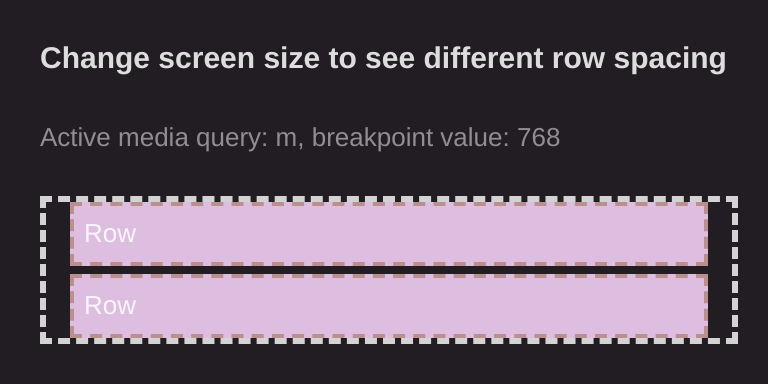 Change screen size to see different row spacing
Active media query: m, breakpoint value: 768
Row
Row